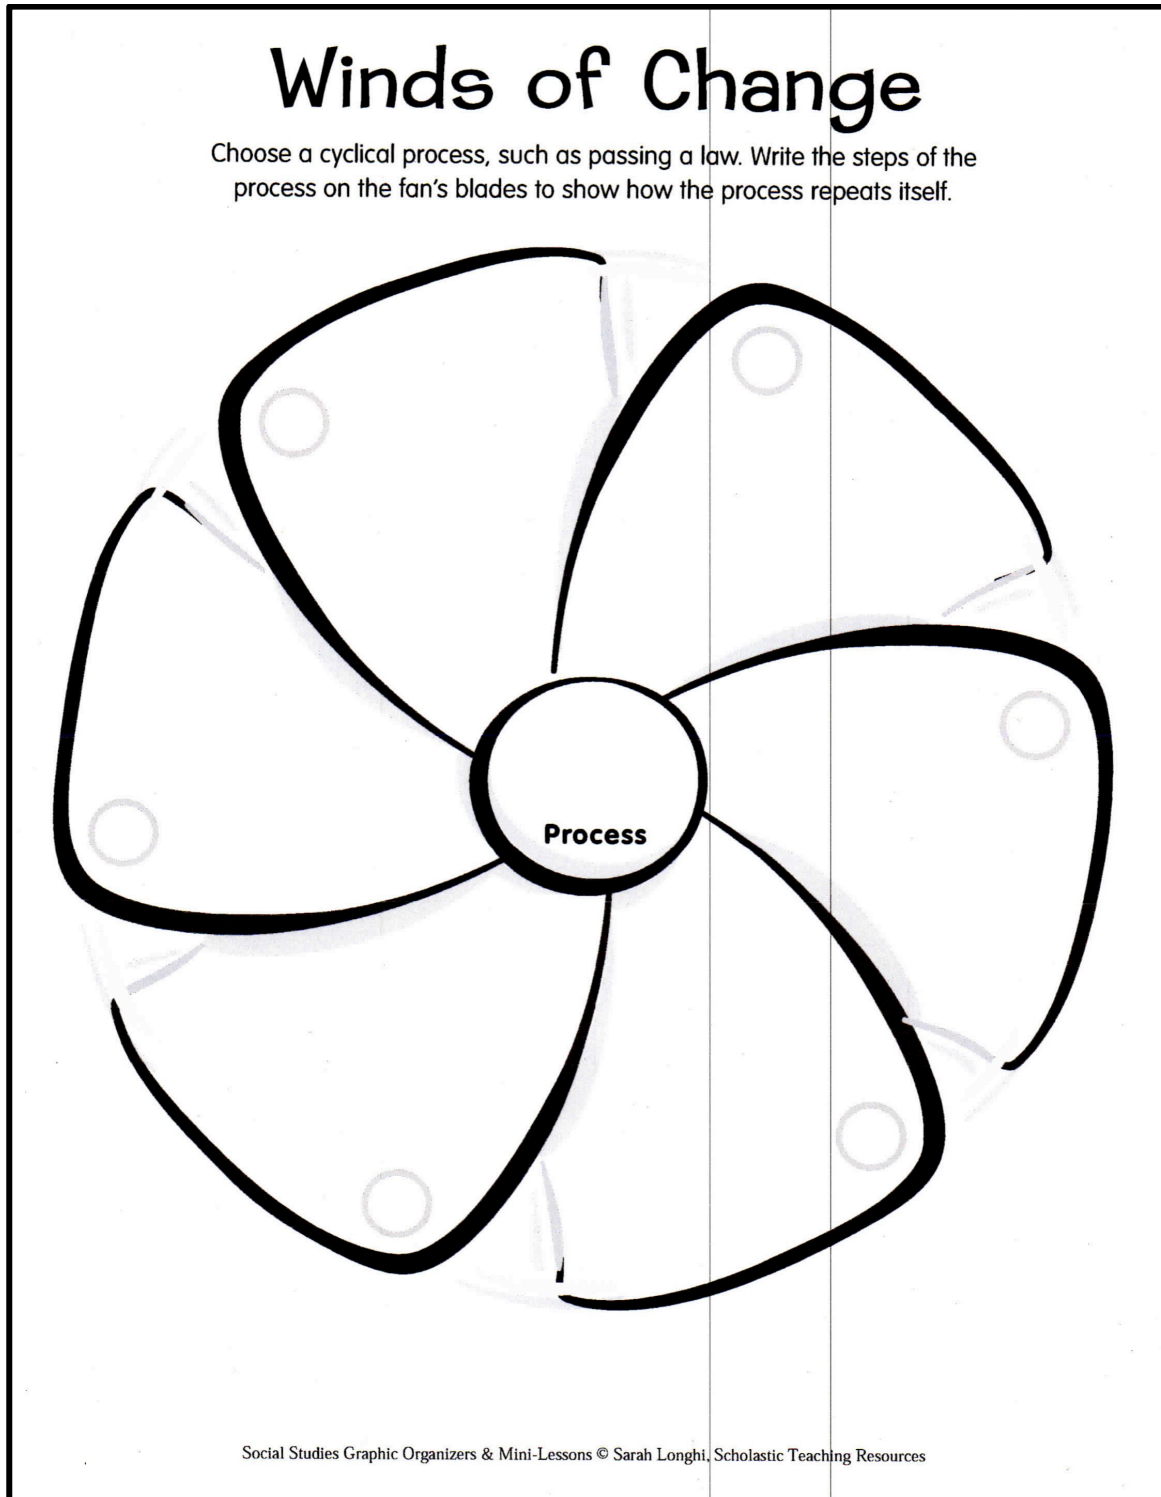 Winds of Change
Choose a cyclical process, such as passing a law. Write the steps of the
process on the fan's blades to show how the process repeats itself.
Process
Social Studies Graphic Organizers & Mini-Lessons © Sarah Longhi, Scholastic Teaching Resources